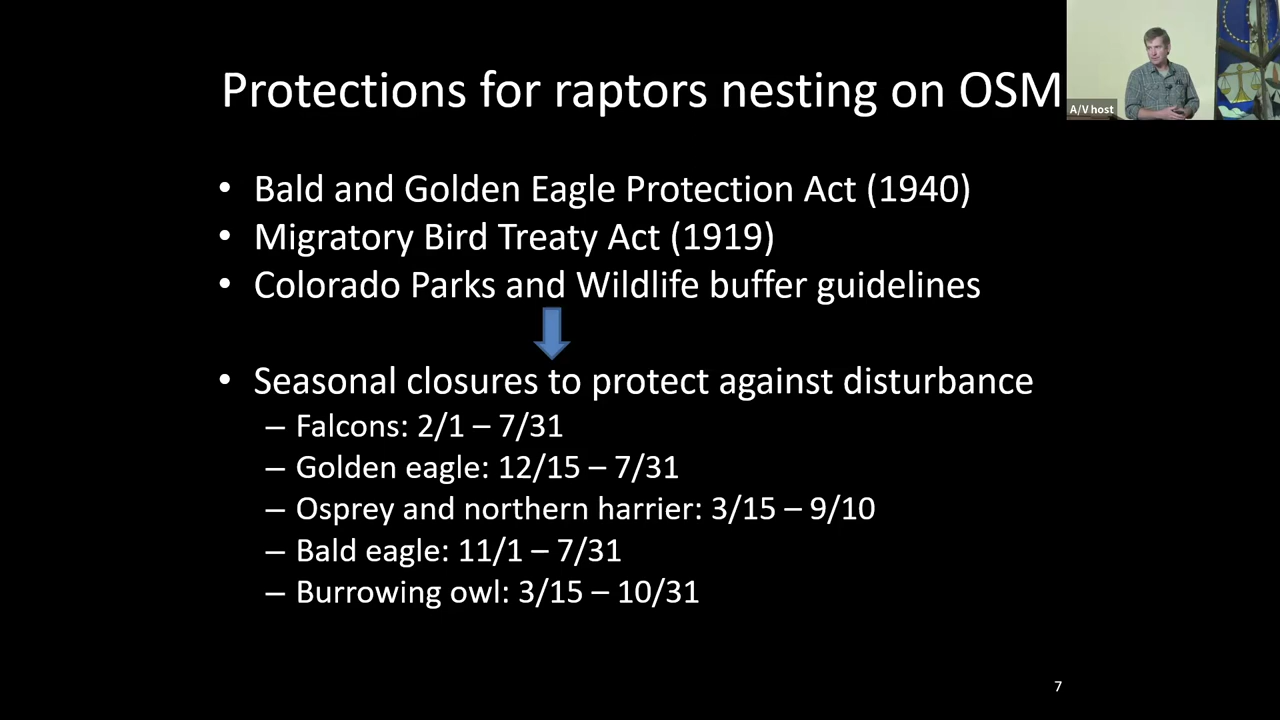 Protections for raptors nesting on OSM
A/V host
• Bald and Golden Eagle Protection Act (1940)
• Migratory Bird Treaty Act (1919)
• Colorado Parks and Wildlife buffer guidelines
• Seasonal closures to protect against disturbance
– Falcons: 2/1 – 7/31
– Golden eagle: 12/15 – 7/31
– Osprey and northern harrier: 3/15 – 9/10
– Bald eagle: 11/1 – 7/31
– Burrowing owl: 3/15 – 10/31
7